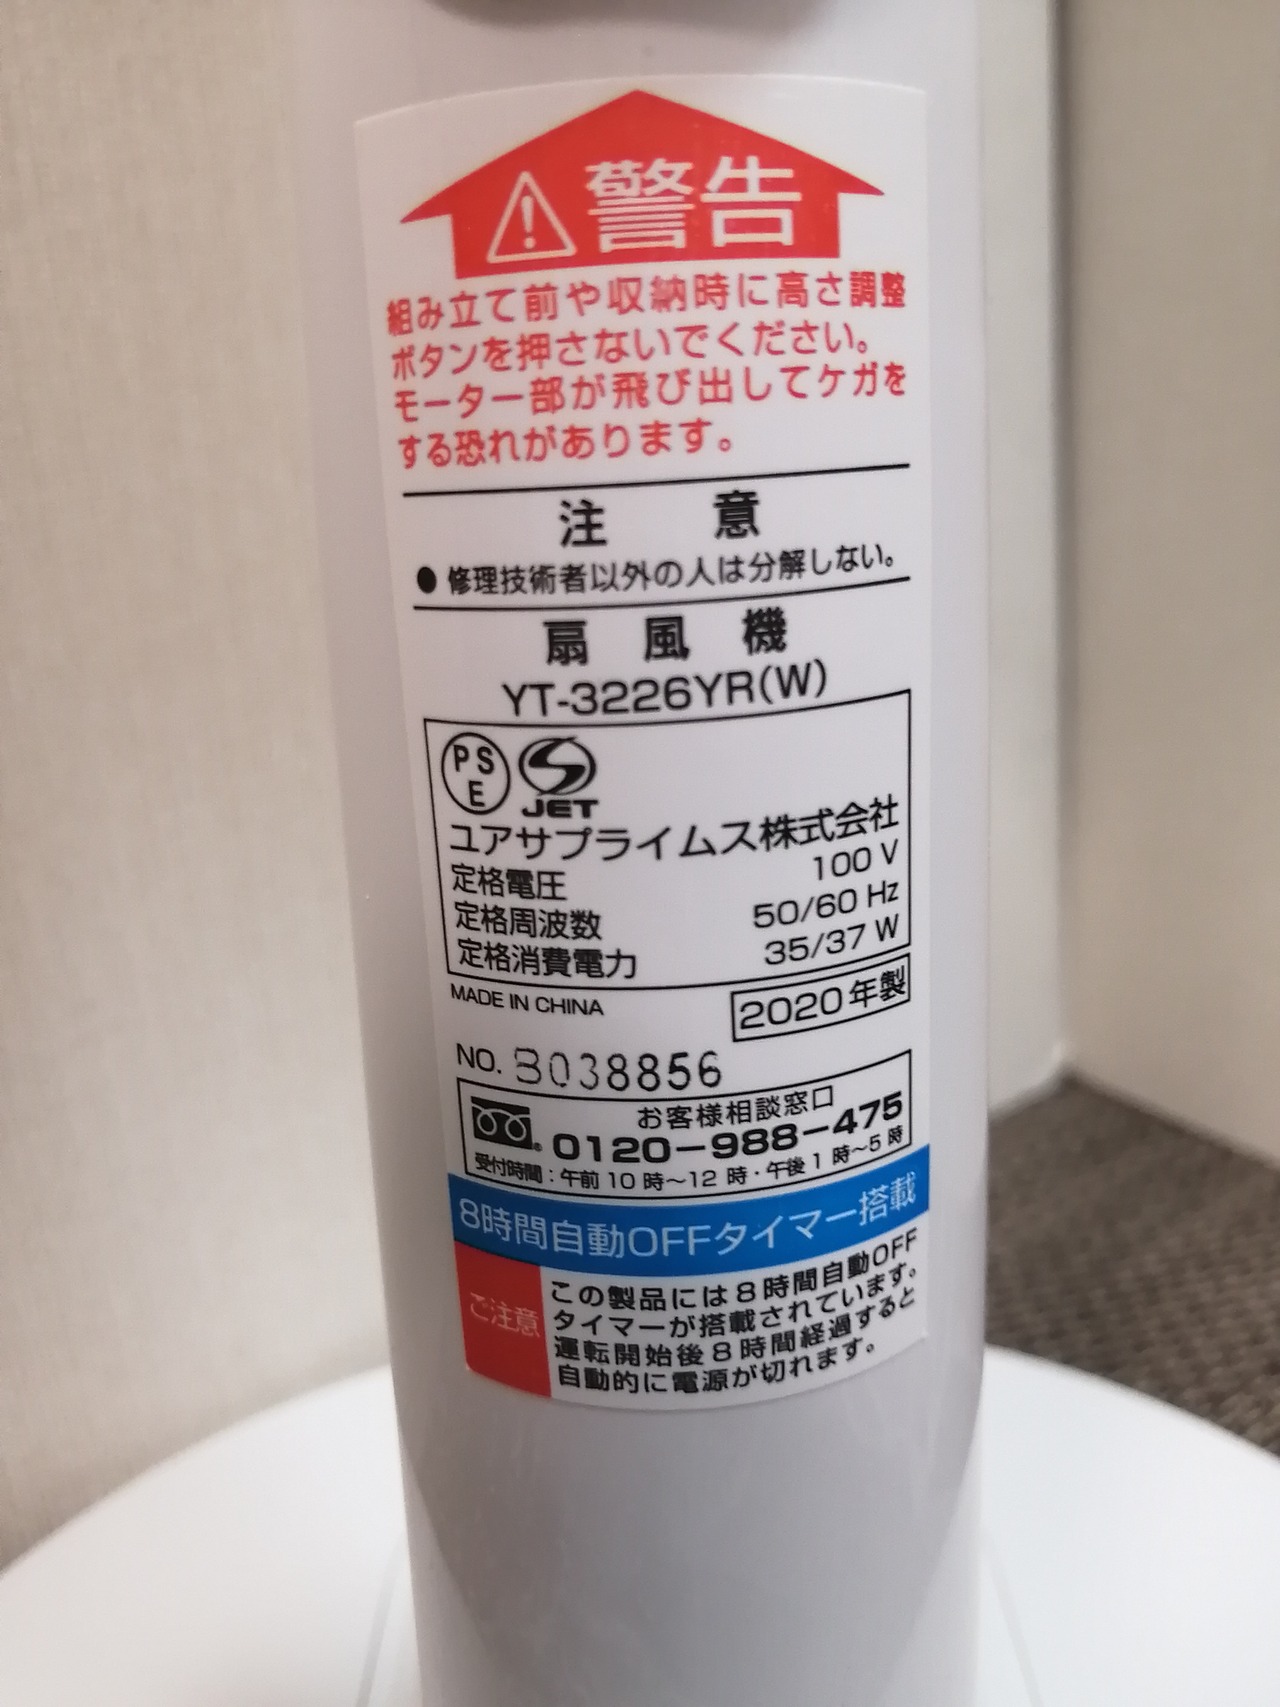 警告
組み立て前や収納時に高さ調整
ボタンを押さないでください。
モーター部が飛び出してケガを
する恐れがあります。
注意
●修理技術者以外の人は分解しない。
扇風機
YT-3226YR(W)
PSE JET
ユアサプライムス株式会社
定格電圧 100 V
定格周波数 50/60 Hz
定格消費電力 35/37 W
MADE IN CHINA 2020年製
NO. 3038856
お客様相談窓口
0120-988-475
受付時間：午前10時～12時・午後1時～5時
8時間自動OFFタイマー搭載
ご注意
この製品には8時間自動OFF
タイマーが搭載されています。
運転開始後8時間経過すると
自動的に電源が切れます。